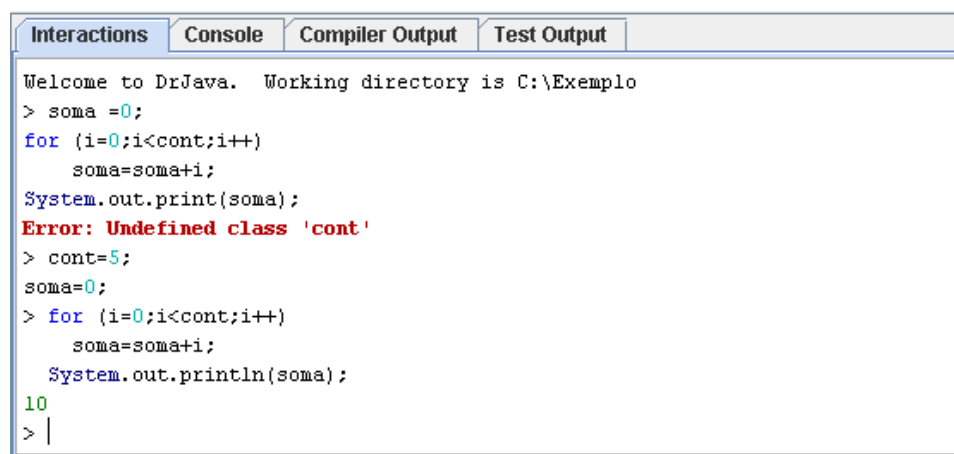 Interactions Console Compiler Output Test Output
Welcome to DrJava.  Working directory is C:\Exemplo
> soma =0;
for (i=0;i<cont;i++)
    soma=soma+i;
System.out.print(soma);
Error: Undefined class 'cont'
> cont=5;
soma=0;
> for (i=0;i<cont;i++)
    soma=soma+i;
  System.out.println(soma);
10
>